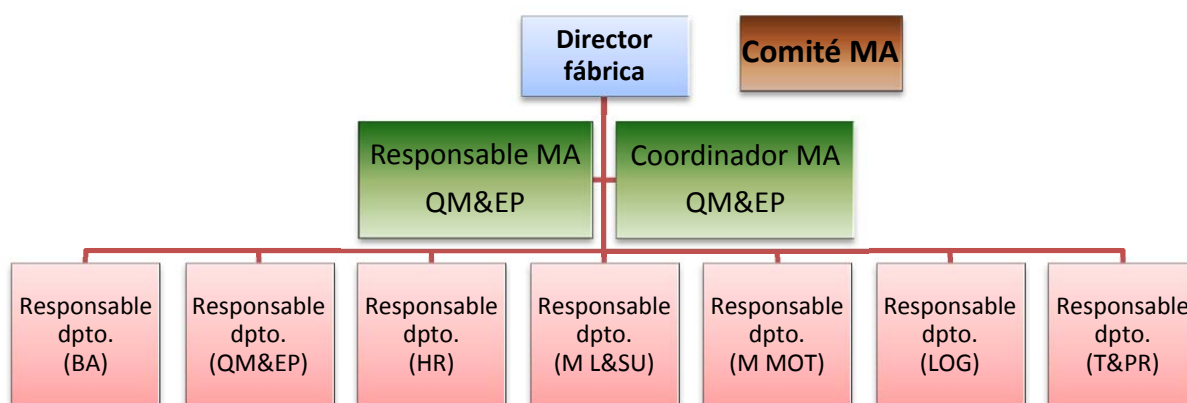 Director
fábrica
Comité MA
Responsable MA
QM&EP
Coordinador MA
QM&EP
Responsable
dpto.
(BA)
Responsable
dpto.
(QM&EP)
Responsable
dpto.
(HR)
Responsable
dpto.
(M L&SU)
Responsable
dpto.
(M MOT)
Responsable
dpto.
(LOG)
Responsable
dpto.
(T&PR)